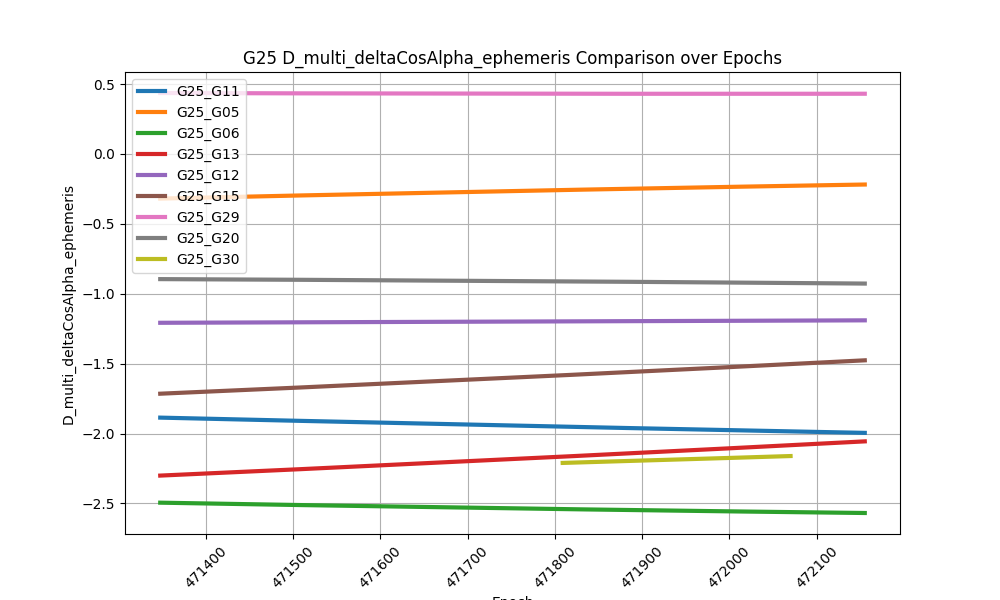 G25 D_multi_deltaCosAlpha_ephemeris Comparison over Epochs
D_multi_deltaCosAlpha_ephemeris
0.5
0.0
−0.5
−1.0
−1.5
−2.0
−2.5
G25_G11
G25_G05
G25_G06
G25_G13
G25_G12
G25_G15
G25_G29
G25_G20
G25_G30
471400
471500
471600
471700
471800
471900
472000
472100
Epoch